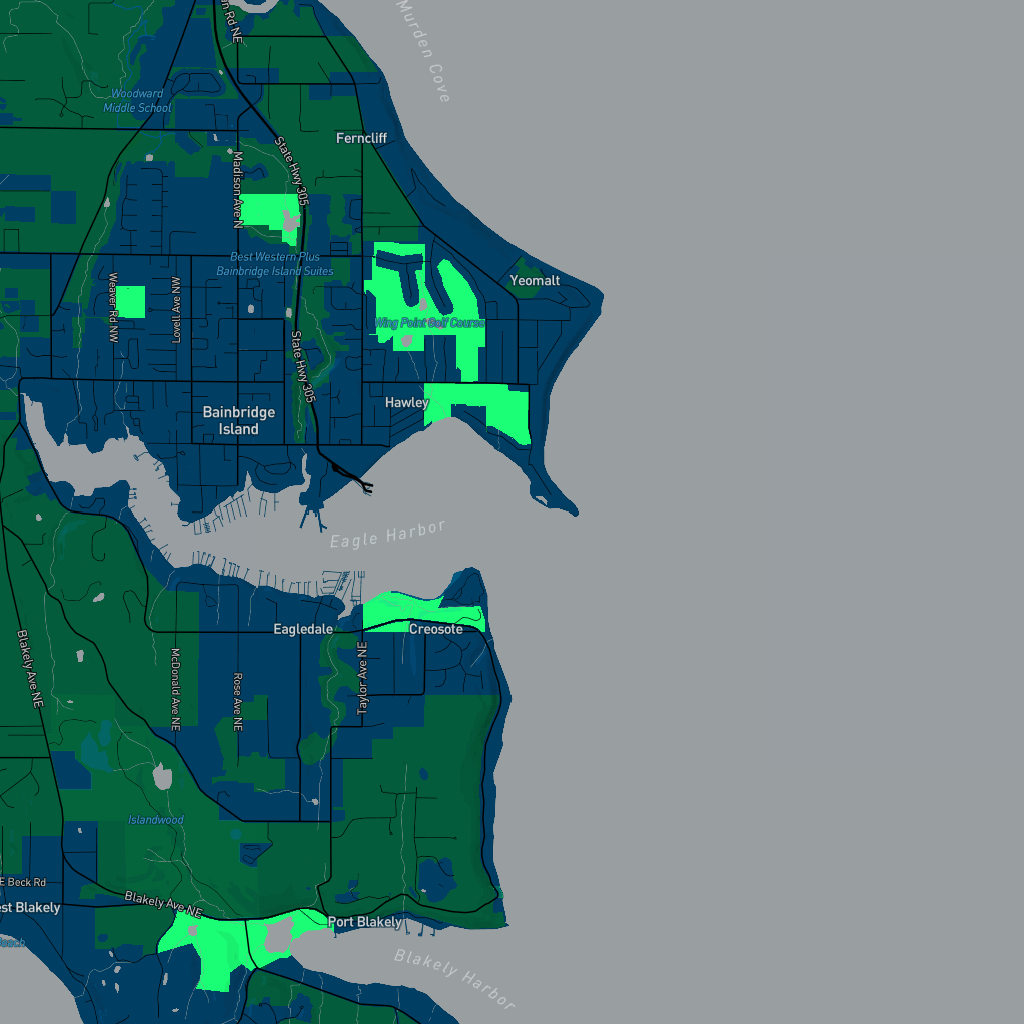 Murden Cove
Rd NE
Woodward
Middle School
Ferncliff
State Hwy 305
Madison Ave N
Best Western Plus
Bainbridge Island Suites
Yeomalt
Weaver Rd NW
Lovell Ave NW
Wing Point Golf Course
State Hwy 305
Hawley
Bainbridge
Island
Eagle Harbor
Eagledale
Creosote
Blakely Ave NE
McDonald Ave NE
Rose Ave NE
Taylor Ave NE
Islandwood
E Beck Rd
Blakely Ave NE
est Blakely
Port Blakely
Blakely Harbor